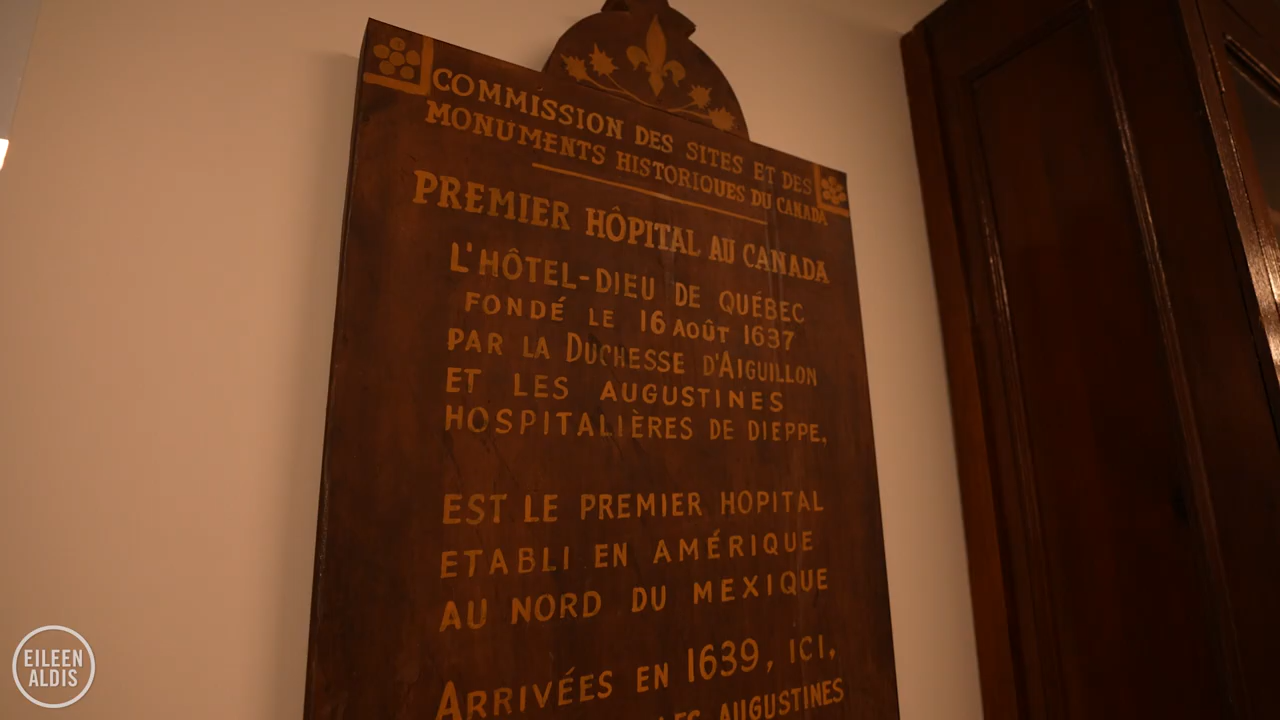 COMMISSION DES SITES ET DES
MONUMENTS HISTORIQUES DU CANADA
PREMIER HÔPITAL AU CANADA
L'HÔTEL-DIEU DE QUÉBEC
FONDÉ LE 16 AOÛT 1637
PAR LA DUCHESSE D'AIGUILLON
ET LES AUGUSTINES
HOSPITALIÈRES DE DIEPPE,
EST LE PREMIER HOPITAL
ETABLI EN AMÉRIQUE
AU NORD DU MEXIQUE
ARRIVÉES EN 1639, ICI,
LES AUGUSTINES
EILEEN
ALDIS